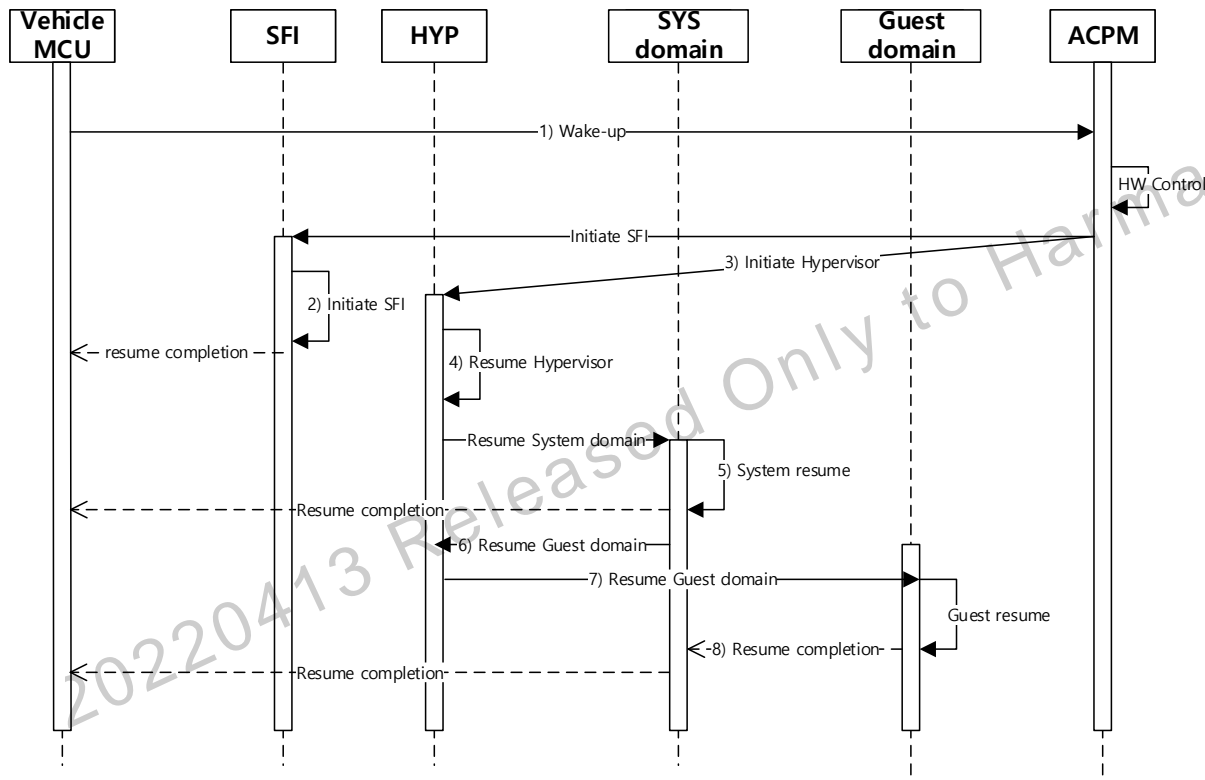 Vehicle
MCU
SFI
HYP
SYS
domain
Guest
domain
ACPM
1) Wake-up
HW Control
Initiate SFI
3) Initiate Hypervisor
2) Initiate SFI
resume completion
4) Resume Hypervisor
Resume System domain
5) System resume
Resume completion
6) Resume Guest domain
7) Resume Guest domain
Guest resume
8) Resume completion
Resume completion
20220413 Released Only to Harma